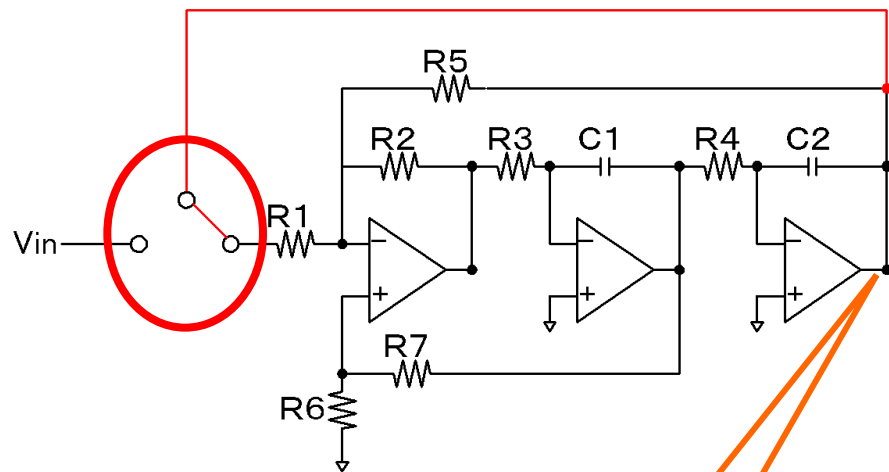 R5
R2
R3
C1
R4
C2
R1
Vin
−
+
−
+
−
+
R7
R6